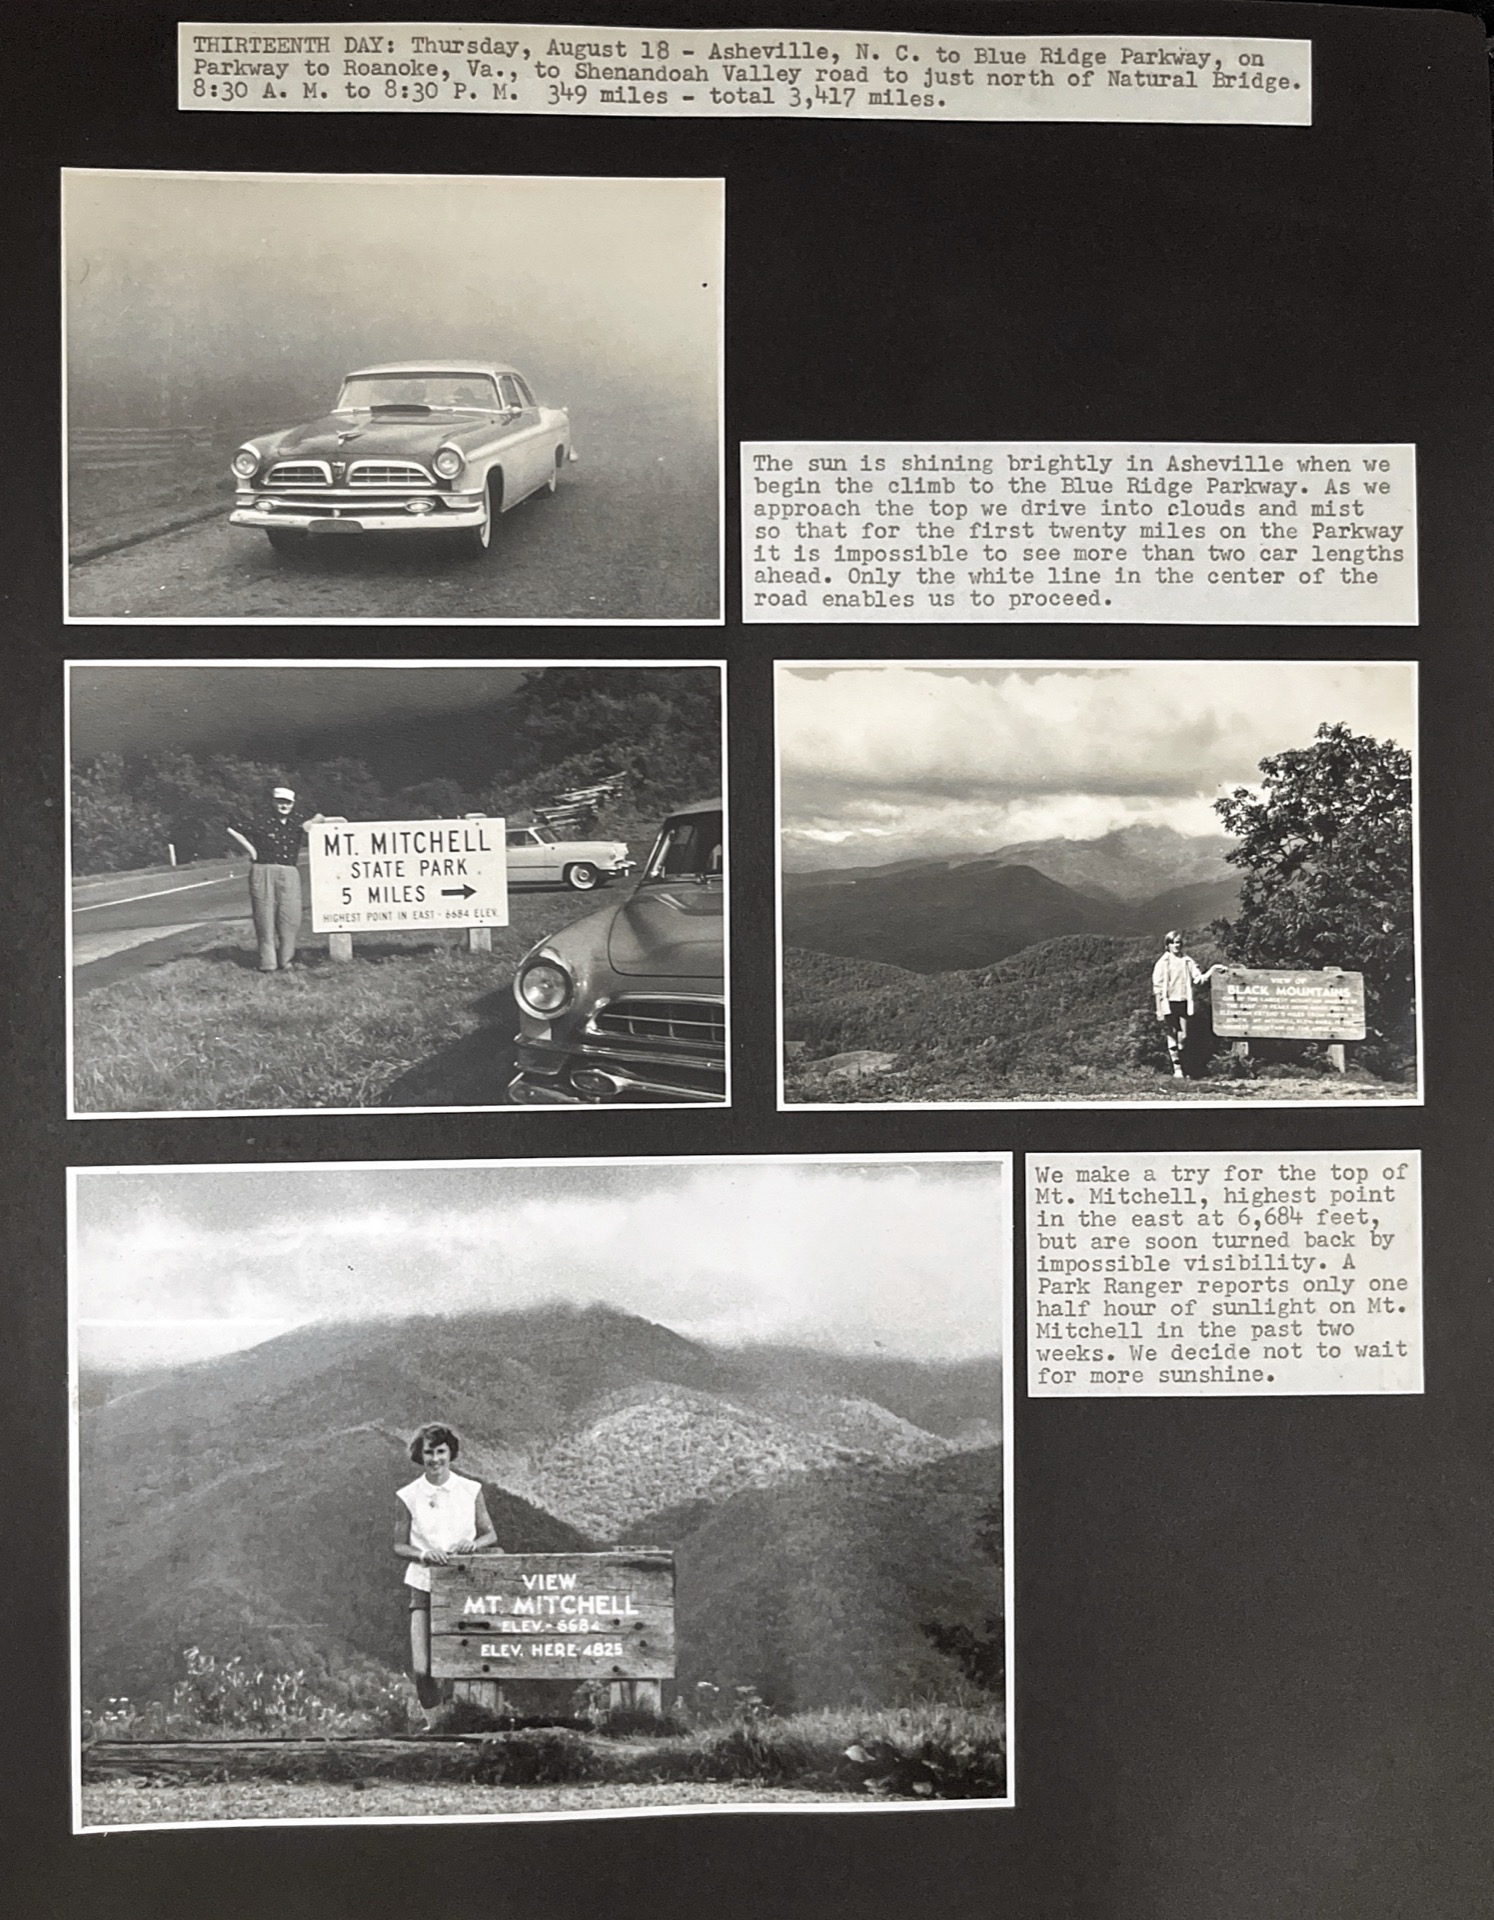 THIRTEENTH DAY: Thursday, August 18 - Asheville, N. C. to Blue Ridge Parkway, on
Parkway to Roanoke, Va., to Shenandoah Valley road to just north of Natural Bridge.
8:30 A. M. to 8:30 P. M.  349 miles - total 3,417 miles.
The sun is shining brightly in Asheville when we
begin the climb to the Blue Ridge Parkway. As we
approach the top we drive into clouds and mist
so that for the first twenty miles on the Parkway
it is impossible to see more than two car lengths
ahead. Only the white line in the center of the
road enables us to proceed.
MT. MITCHELL
STATE PARK
5 MILES →
HIGHEST POINT IN EAST - 6684 ELEV.
VIEW OF
BLACK MOUNTAINS
We make a try for the top of
Mt. Mitchell, highest point
in the east at 6,684 feet,
but are soon turned back by
impossible visibility. A
Park Ranger reports only one
half hour of sunlight on Mt.
Mitchell in the past two
weeks. We decide not to wait
for more sunshine.
VIEW
MT. MITCHELL
ELEV.- 6684
ELEV. HERE-4825